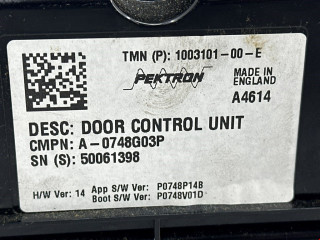 TMN (P): 1003101-00-E
PEKTRON
MADE IN
ENGLAND
A4614
DESC: DOOR CONTROL UNIT
CMPN: A-0748G03P
SN (S): 50061398
H/W Ver: 14 App S/W Ver: P0748P14B
Boot S/W Ver: P0748V01D